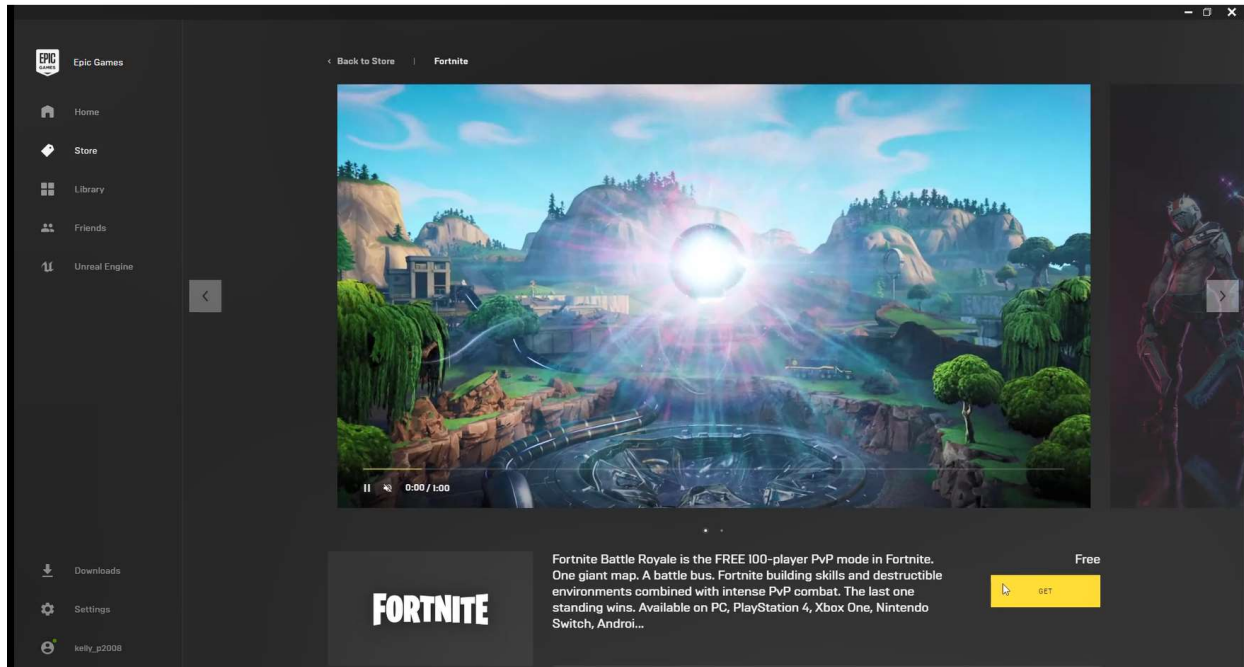 EPIC
GAMES
Epic Games
Home
Store
Library
Friends
Unreal Engine
Downloads
Settings
kelly_p2008
Back to Store | Fortnite
0:00 / 1:00
FORTNITE
Fortnite Battle Royale is the FREE 100-player PvP mode in Fortnite.
One giant map. A battle bus. Fortnite building skills and destructible
environments combined with intense PvP combat. The last one
standing wins. Available on PC, PlayStation 4, Xbox One, Nintendo
Switch, Androi...
Free
GET